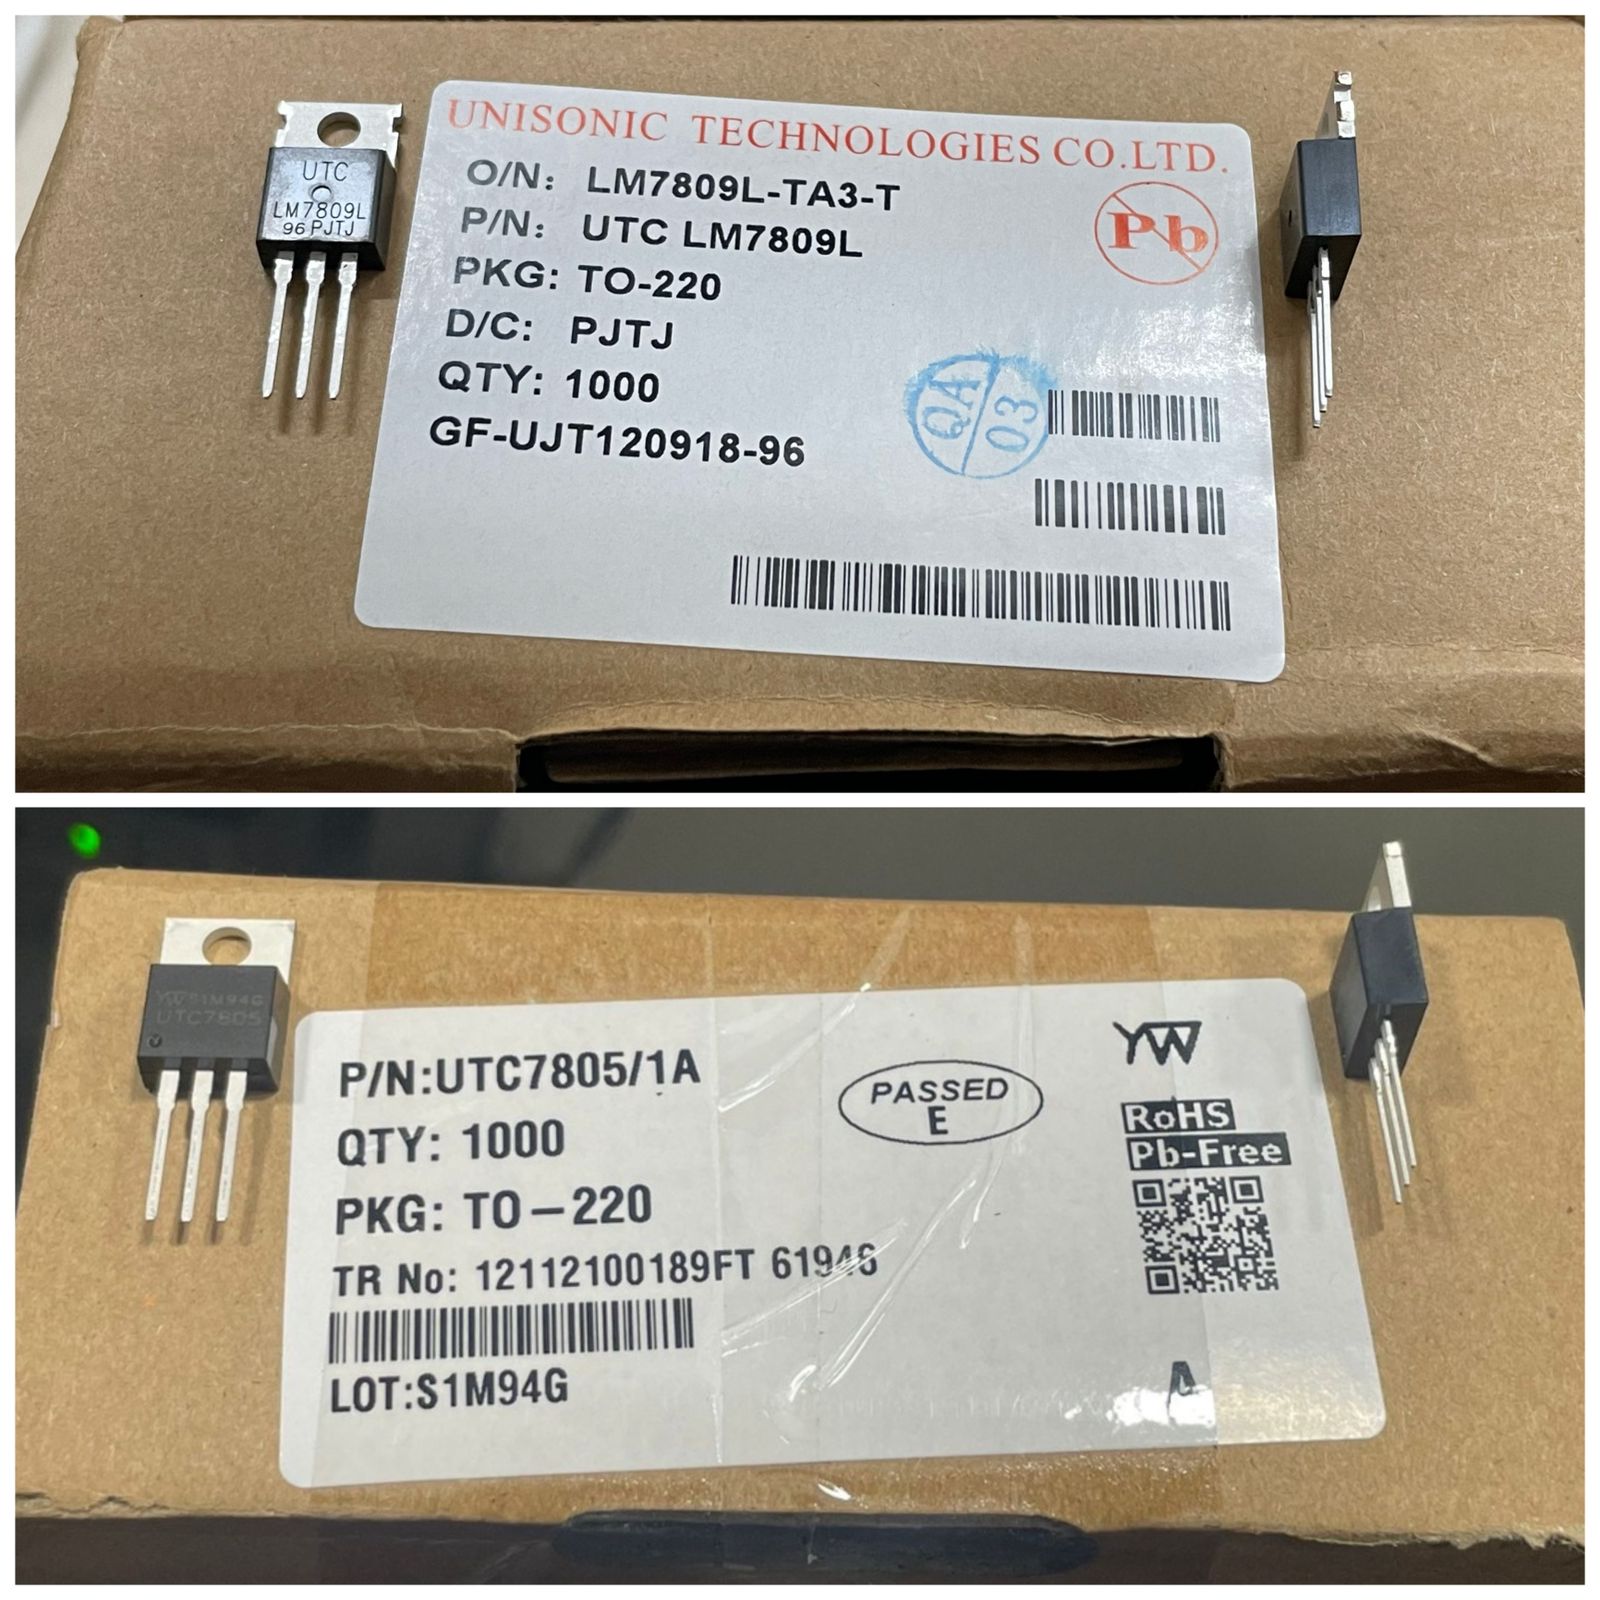 UTC
LM7809L
96 PJTJ
UNISONIC TECHNOLOGIES CO.LTD.
O/N: LM7809L-TA3-T
P/N: UTC LM7809L
PKG: TO-220
D/C: PJTJ
QTY: 1000
GF-UJT120918-96
Pb
QA
03
YW S1M94G
UTC7805
P/N:UTC7805/1A
QTY: 1000
PKG: TO-220
TR No: 12112100189FT 61946
LOT:S1M94G
PASSED
E
YW
RoHS
Pb-Free
A